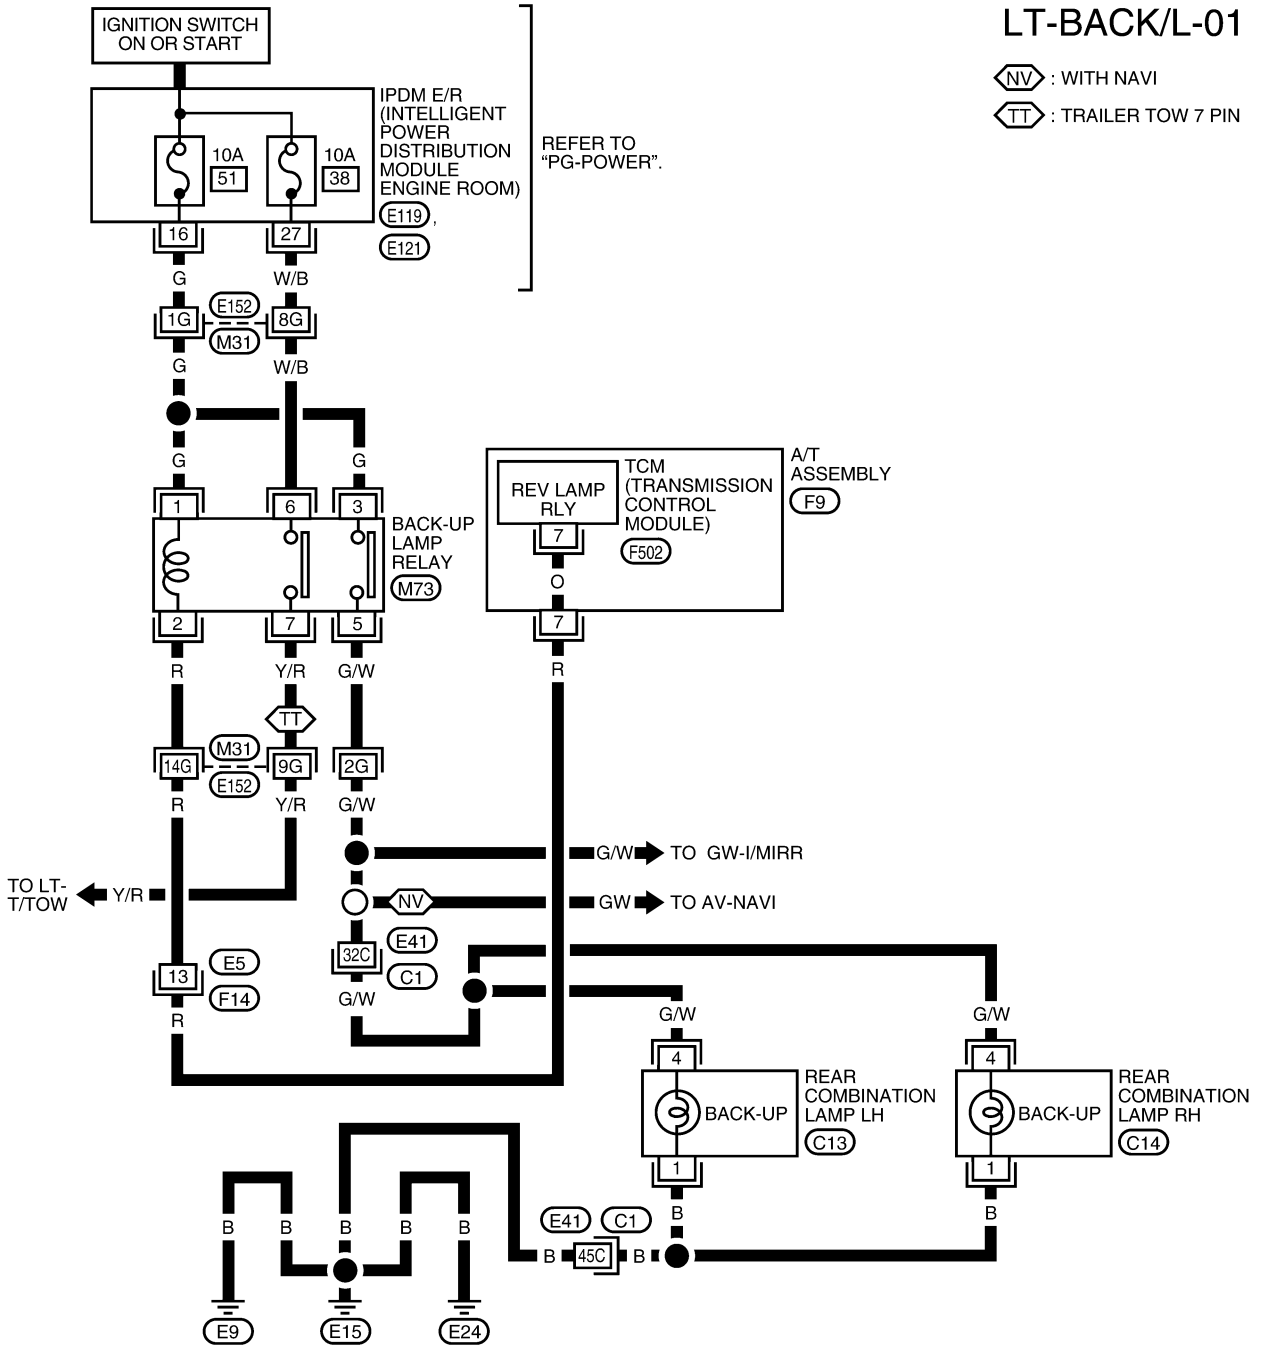 LT-BACK/L-01
NV : WITH NAVI
TT : TRAILER TOW 7 PIN
IGNITION SWITCH
ON OR START
IPDM E/R
(INTELLIGENT
POWER
DISTRIBUTION
MODULE
ENGINE ROOM)
E119 ,
E121
REFER TO
“PG-POWER”.
10A
51
10A
38
16
27
G
W/B
1G
E152
M31
8G
G
W/B
G
G
1
6
3
BACK-UP
LAMP
RELAY
M73
2
7
5
R
Y/R
G/W
TT
14G
M31
E152
9G
2G
R
Y/R
G/W
A/T
ASSEMBLY
F9
TCM
(TRANSMISSION
CONTROL
MODULE)
F502
REV LAMP
RLY
7
O
7
R
G/W
TO GW-I/MIRR
NV
GW
TO AV-NAVI
TO LT-
T/TOW
Y/R
32C
E41
C1
G/W
13
E5
F14
R
G/W
G/W
4
4
BACK-UP
REAR
COMBINATION
LAMP LH
C13
BACK-UP
REAR
COMBINATION
LAMP RH
C14
1
1
B
B
E41
C1
B
45C
B
B
B
B
B
B
E9
E15
E24